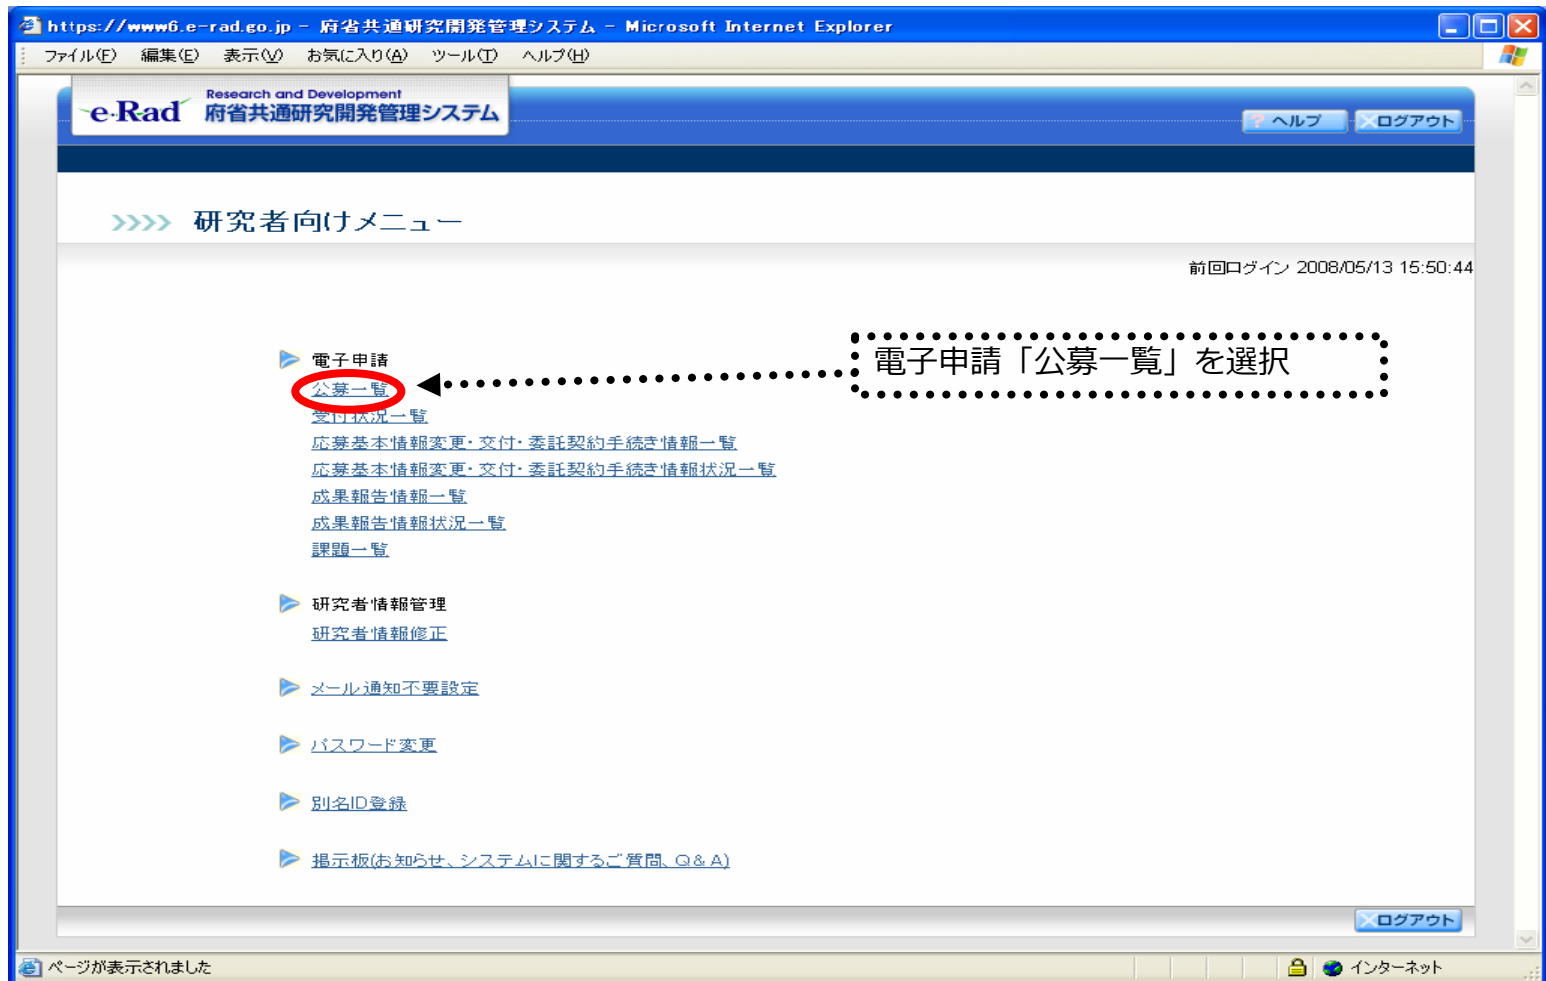 https://www6.e-rad.go.jp - 府省共通研究開発管理システム - Microsoft Internet Explorer
ファイル(F) 編集(E) 表示(V) お気に入り(A) ツール(T) ヘルプ(H)
e-Rad
Research and Development
府省共通研究開発管理システム
? ヘルプ
ログアウト
>>>> 研究者向けメニュー
前回ログイン 2008/05/13 15:50:44
電子申請
公募一覧
電子申請「公募一覧」を選択
受付状況一覧
応募基本情報変更・交付・委託契約手続き情報一覧
応募基本情報変更・交付・委託契約手続き情報状況一覧
成果報告情報一覧
成果報告情報状況一覧
課題一覧
研究者情報管理
研究者情報修正
メール通知不要設定
パスワード変更
別名ID登録
掲示板(お知らせ、システムに関するご質問、Q&A)
ログアウト
ページが表示されました
インターネット